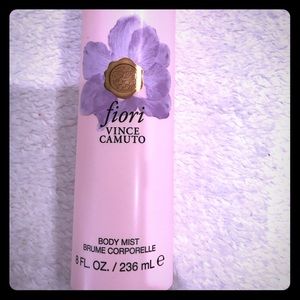 fiori
VINCE
CAMUTO
BODY MIST
BRUME CORPORELLE
8 FL. OZ. / 236 mL e